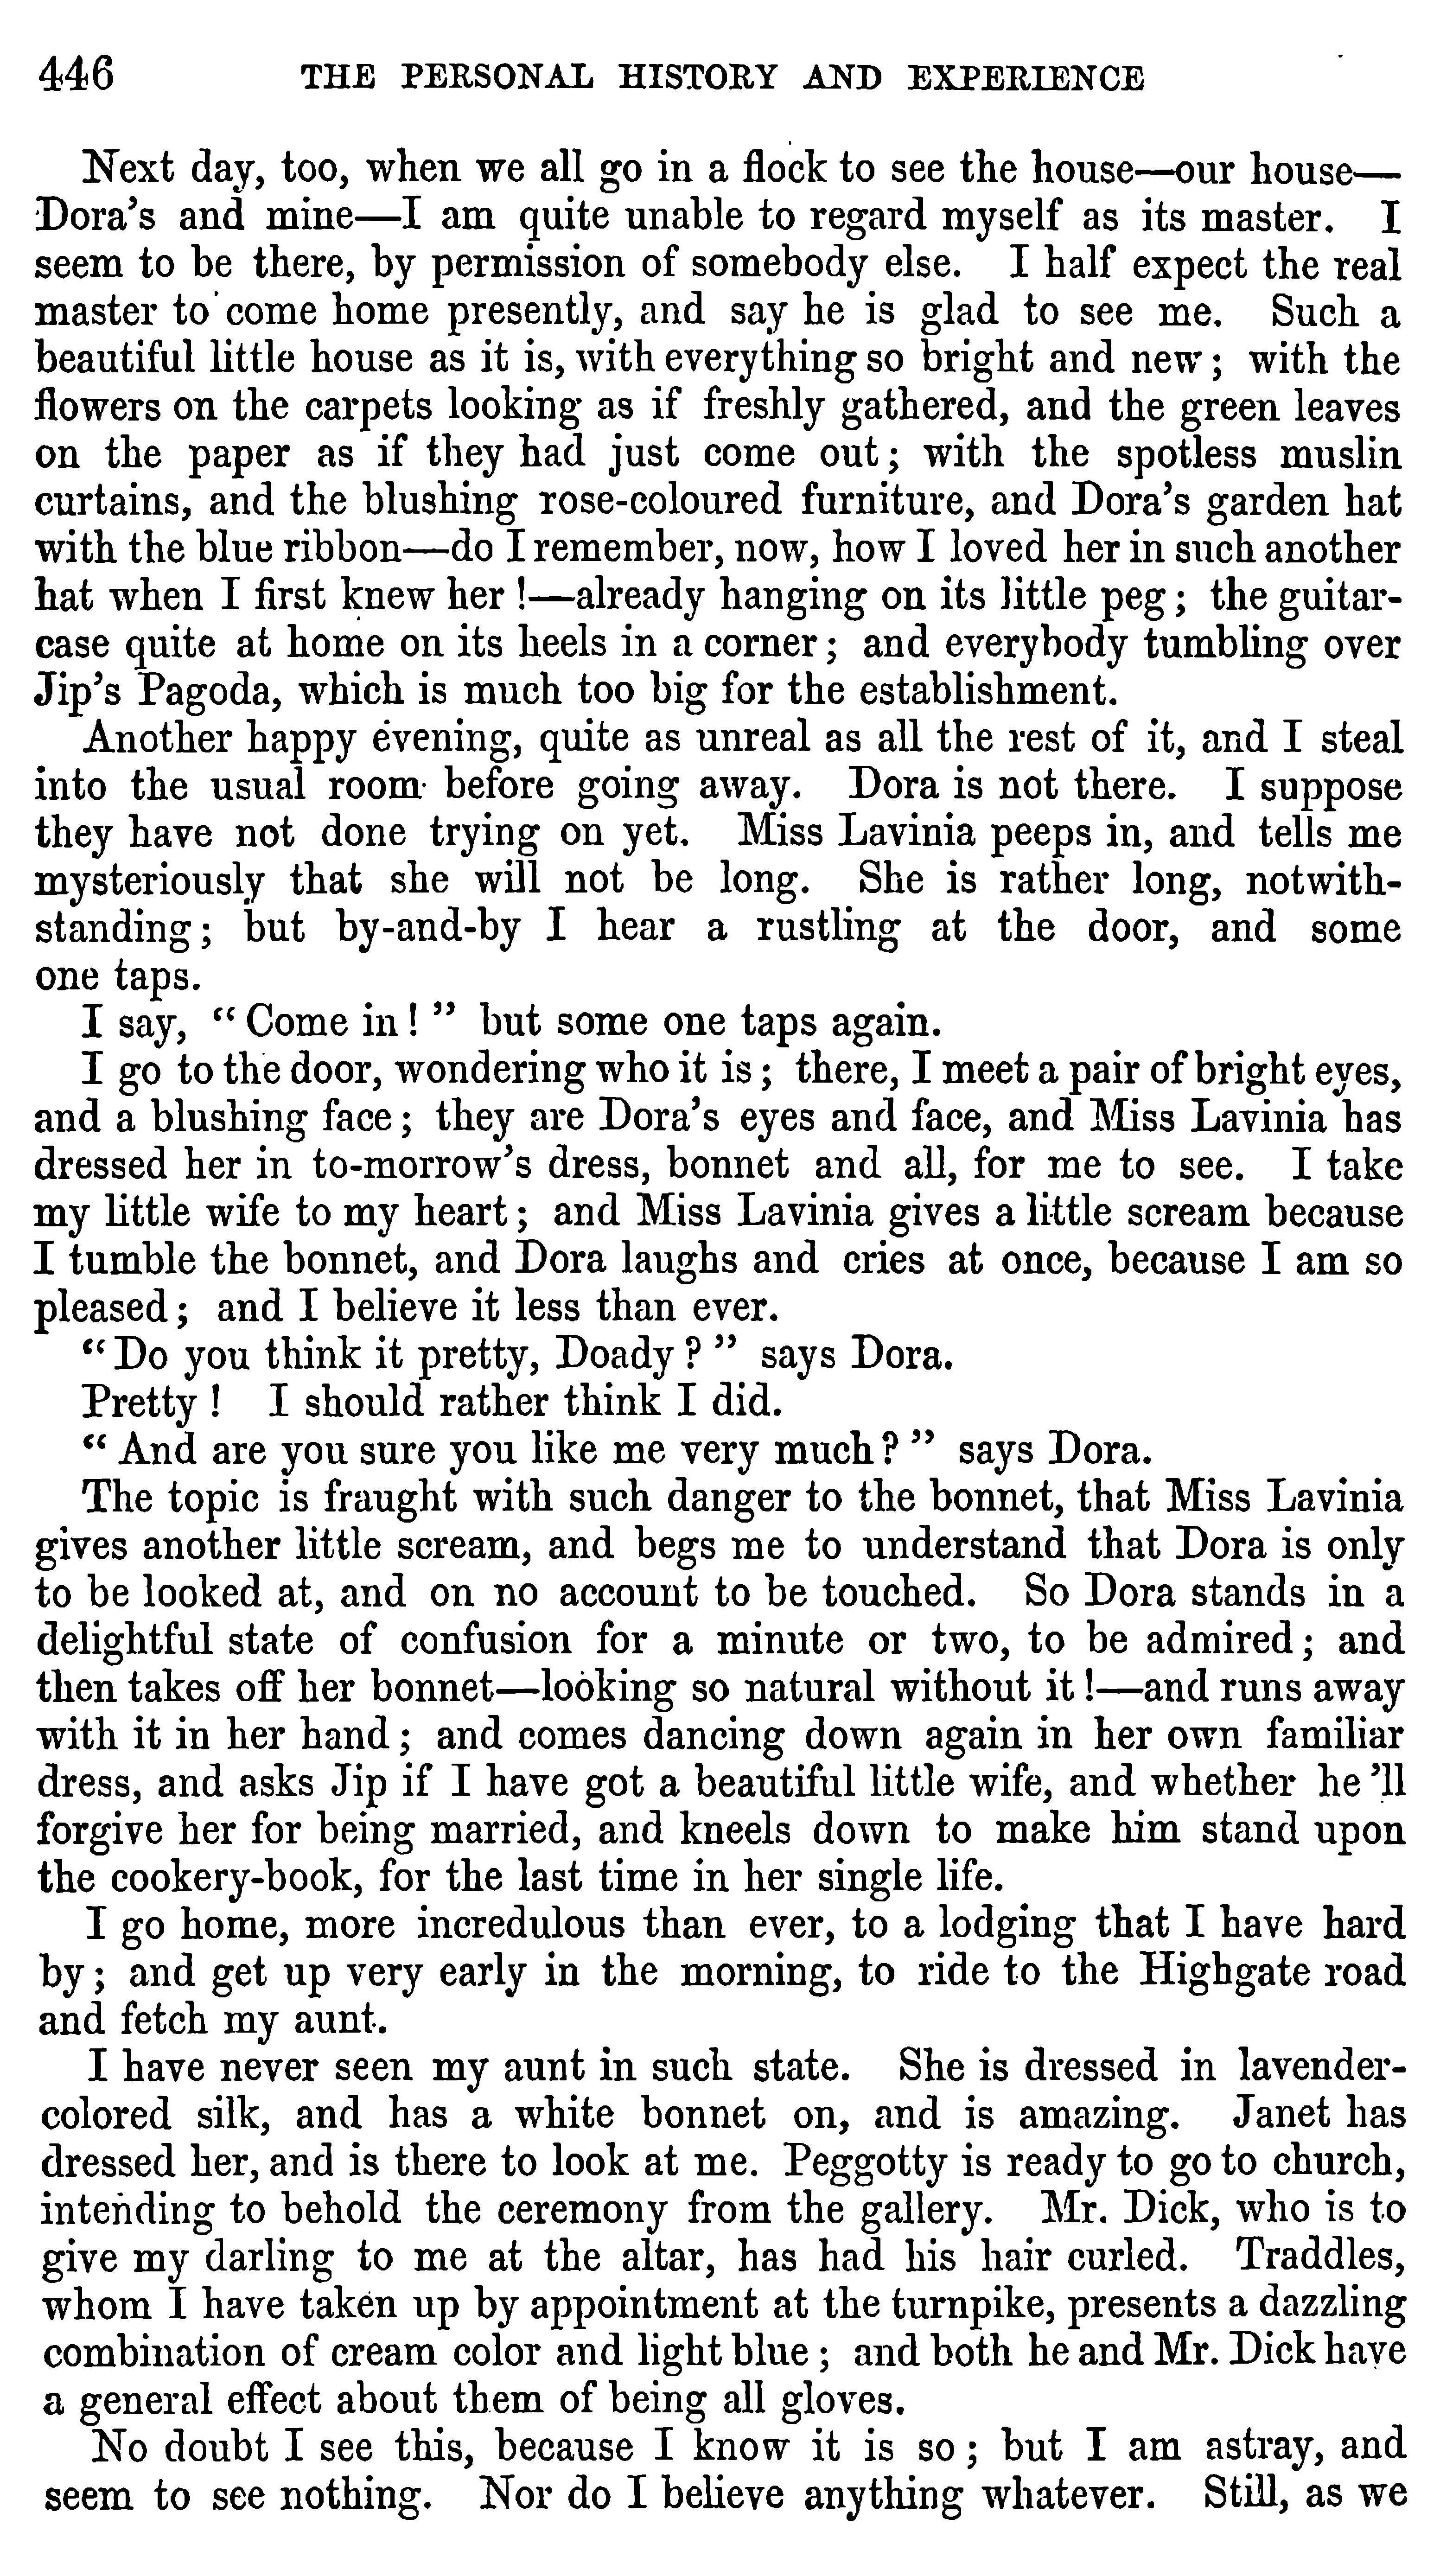 446 THE PERSONAL HISTORY AND EXPERIENCE
Next day, too, when we all go in a flock to see the house—our house—
Dora's and mine—I am quite unable to regard myself as its master. I
seem to be there, by permission of somebody else. I half expect the real
master to come home presently, and say he is glad to see me. Such a
beautiful little house as it is, with everything so bright and new; with the
flowers on the carpets looking as if freshly gathered, and the green leaves
on the paper as if they had just come out; with the spotless muslin
curtains, and the blushing rose-coloured furniture, and Dora's garden hat
with the blue ribbon—do I remember, now, how I loved her in such another
hat when I first knew her!—already hanging on its little peg; the guitar-
case quite at home on its heels in a corner; and everybody tumbling over
Jip's Pagoda, which is much too big for the establishment.
Another happy evening, quite as unreal as all the rest of it, and I steal
into the usual room before going away. Dora is not there. I suppose
they have not done trying on yet. Miss Lavinia peeps in, and tells me
mysteriously that she will not be long. She is rather long, notwith-
standing; but by-and-by I hear a rustling at the door, and some
one taps.
I say, "Come in!" but some one taps again.
I go to the door, wondering who it is; there, I meet a pair of bright eyes,
and a blushing face; they are Dora's eyes and face, and Miss Lavinia has
dressed her in to-morrow's dress, bonnet and all, for me to see. I take
my little wife to my heart; and Miss Lavinia gives a little scream because
I tumble the bonnet, and Dora laughs and cries at once, because I am so
pleased; and I believe it less than ever.
"Do you think it pretty, Doady?" says Dora.
Pretty! I should rather think I did.
"And are you sure you like me very much?" says Dora.
The topic is fraught with such danger to the bonnet, that Miss Lavinia
gives another little scream, and begs me to understand that Dora is only
to be looked at, and on no account to be touched. So Dora stands in a
delightful state of confusion for a minute or two, to be admired; and
then takes off her bonnet—looking so natural without it!—and runs away
with it in her hand; and comes dancing down again in her own familiar
dress, and asks Jip if I have got a beautiful little wife, and whether he'll
forgive her for being married, and kneels down to make him stand upon
the cookery-book, for the last time in her single life.
I go home, more incredulous than ever, to a lodging that I have hard
by; and get up very early in the morning, to ride to the Highgate road
and fetch my aunt.
I have never seen my aunt in such state. She is dressed in lavender-
colored silk, and has a white bonnet on, and is amazing. Janet has
dressed her, and is there to look at me. Peggotty is ready to go to church,
intending to behold the ceremony from the gallery. Mr. Dick, who is to
give my darling to me at the altar, has had his hair curled. Traddles,
whom I have taken up by appointment at the turnpike, presents a dazzling
combination of cream color and light blue; and both he and Mr. Dick have
a general effect about them of being all gloves.
No doubt I see this, because I know it is so; but I am astray, and
seem to see nothing. Nor do I believe anything whatever. Still, as we